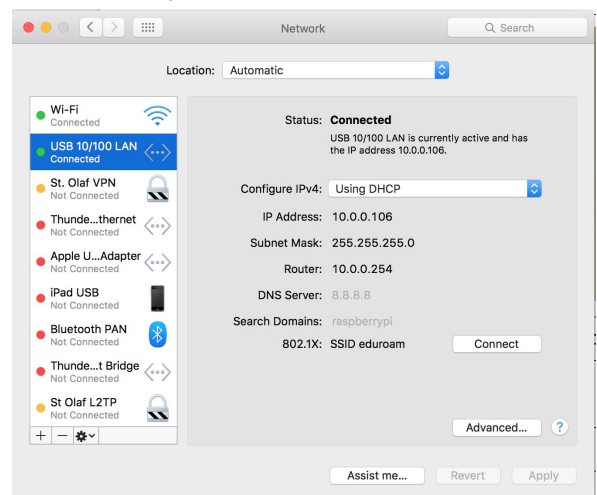 Network
Search
Location: Automatic
Wi-Fi
Connected
USB 10/100 LAN
Connected
St. Olaf VPN
Not Connected
Thunde...thernet
Not Connected
Apple U...Adapter
Not Connected
iPad USB
Not Connected
Bluetooth PAN
Not Connected
Thunde...t Bridge
Not Connected
St Olaf L2TP
Not Connected
Status: Connected
USB 10/100 LAN is currently active and has
the IP address 10.0.0.106.
Configure IPv4: Using DHCP
IP Address: 10.0.0.106
Subnet Mask: 255.255.255.0
Router: 10.0.0.254
DNS Server: 8.8.8.8
Search Domains: raspberrypi
802.1X: SSID eduroam Connect
Advanced... ?
Assist me... Revert Apply